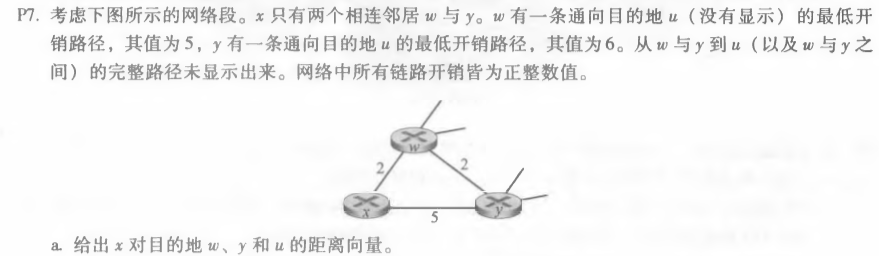 P7. 考虑下图所示的网络段。x 只有两个相连邻居 w 与 y。w 有一条通向目的地 u (没有显示) 的最低开
销路径，其值为 5，y 有一条通向目的地 u 的最低开销路径，其值为 6。从 w 与 y 到 u (以及 w 与 y 之
间) 的完整路径未显示出来。网络中所有链路开销皆为正整数值。
w
2
2
x
y
5
a. 给出 x 对目的地 w、y 和 u 的距离向量。